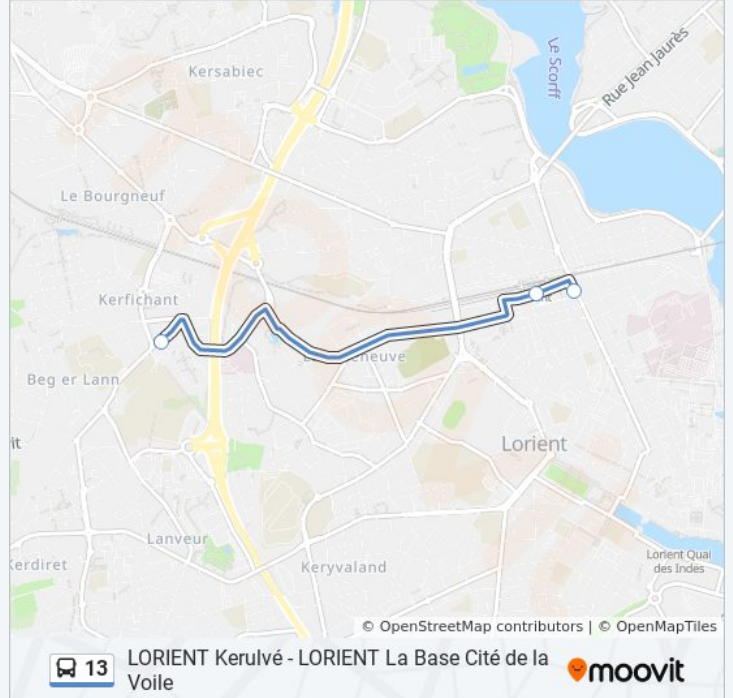 Le Scorff
Rue Jean Jaurès
Kersabiec
Le Bourgneuf
Kerfichant
Beg er Lann
Lorient
Lanveur
Keryvaland
Lorient Quai
des Indes
© OpenStreetMap contributors | © OpenMapTiles
13
LORIENT Kerulvé - LORIENT La Base Cité de la
Voile
moovit